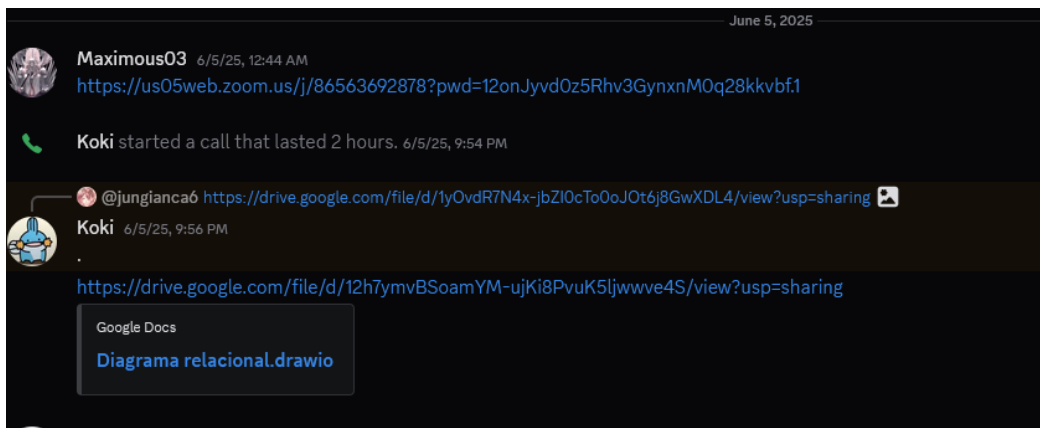 June 5, 2025
Maximous03 6/5/25, 12:44 AM
https://us05web.zoom.us/j/86563692878?pwd=12onJyvd0z5Rhv3GynxnM0q28kkvbf.1
Koki started a call that lasted 2 hours. 6/5/25, 9:54 PM
@jungianca6 https://drive.google.com/file/d/1yOvdR7N4x-jbZI0cTo0oJOt6j8GwXDL4/view?usp=sharing
Koki 6/5/25, 9:56 PM
.
https://drive.google.com/file/d/12h7ymvBSoamYM-ujKi8PvuK5ljwwve4S/view?usp=sharing
Google Docs
Diagrama relacional.drawio